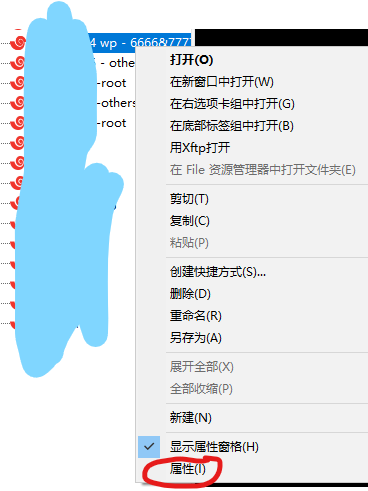 4 wp - 66668
- othe
-root
-others
-root
打开(O)
在新窗口中打开(W)
在右选项卡组中打开(G)
在底部标签组中打开(B)
用Xftp打开
在 File 资源管理器中打开文件夹(E)
剪切(T)
复制(C)
粘贴(P)
创建快捷方式(S)...
删除(D)
重命名(R)
另存为(A)
展开全部(X)
全部收缩(P)
新建(N)
显示属性窗格(H)
属性(I)